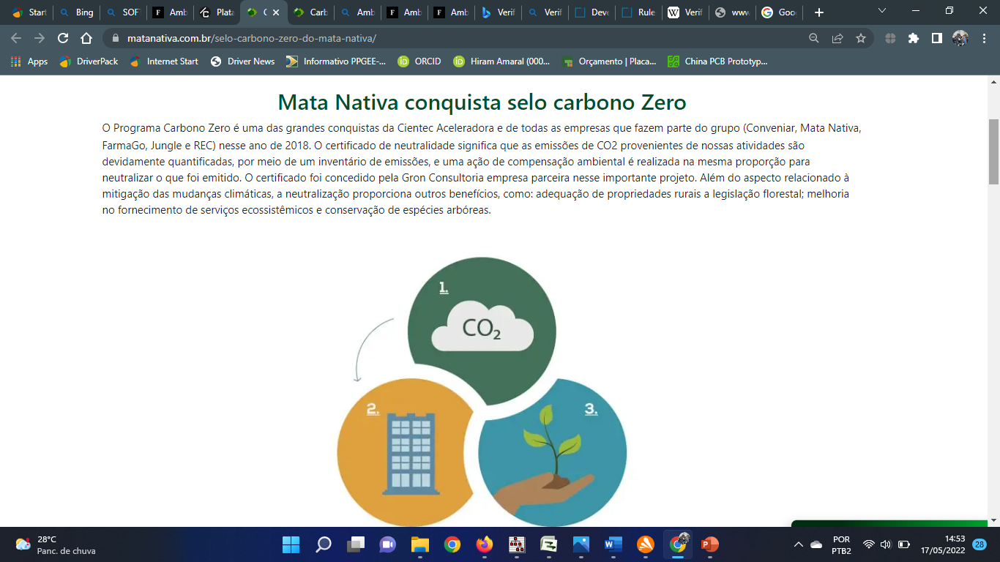 Start
Bing
SOF
Amb
Plata
C
Carb
Amb
Amb
Amb
Verif
Verif
Deve
Rule
Verif
www
Goo
matanativa.com.br/selo-carbono-zero-do-mata-nativa/
Apps
DriverPack
Internet Start
Driver News
Informativo PPGEE-...
ORCID
Hiram Amaral (000...
Orçamento | Placa...
China PCB Prototyp...
Mata Nativa conquista selo carbono Zero
O Programa Carbono Zero é uma das grandes conquistas da Cientec Aceleradora e de todas as empresas que fazem parte do grupo (Conveniar, Mata Nativa,
FarmaGo, Jungle e REC) nesse ano de 2018. O certificado de neutralidade significa que as emissões de CO2 provenientes de nossas atividades são
devidamente quantificadas, por meio de um inventário de emissões, e uma ação de compensação ambiental é realizada na mesma proporção para
neutralizar o que foi emitido. O certificado foi concedido pela Gron Consultoria empresa parceira nesse importante projeto. Além do aspecto relacionado à
mitigação das mudanças climáticas, a neutralização proporciona outros benefícios, como: adequação de propriedades rurais a legislação florestal; melhoria
no fornecimento de serviços ecossistêmicos e conservação de espécies arbóreas.
1.
CO₂
2.
3.
28°C
Panc. de chuva
POR
PTB2
14:53
17/05/2022
28